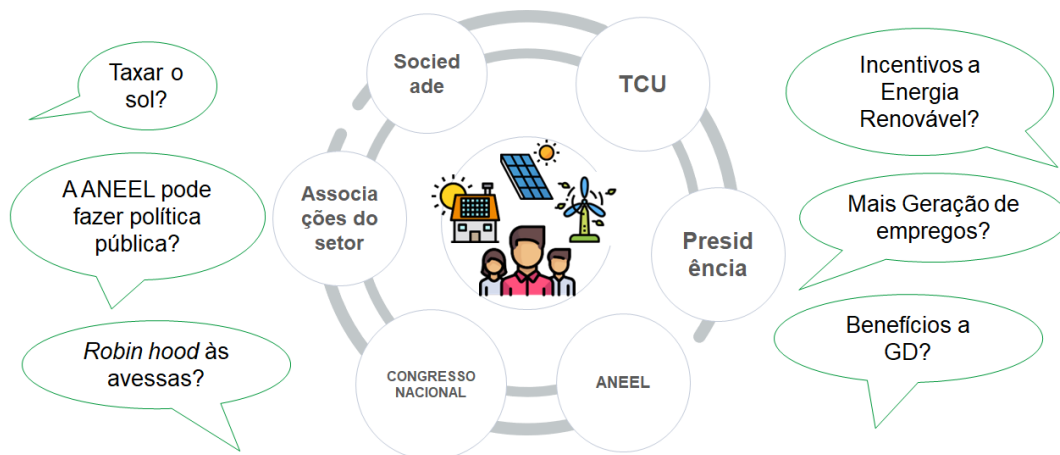 Taxar o
sol?
A ANEEL pode
fazer política
pública?
Robin hood às
avessas?
Socied
ade
TCU
Associa
ções do
setor
Presid
ência
CONGRESSO
NACIONAL
ANEEL
Incentivos a
Energia
Renovável?
Mais Geração de
empregos?
Benefícios a
GD?